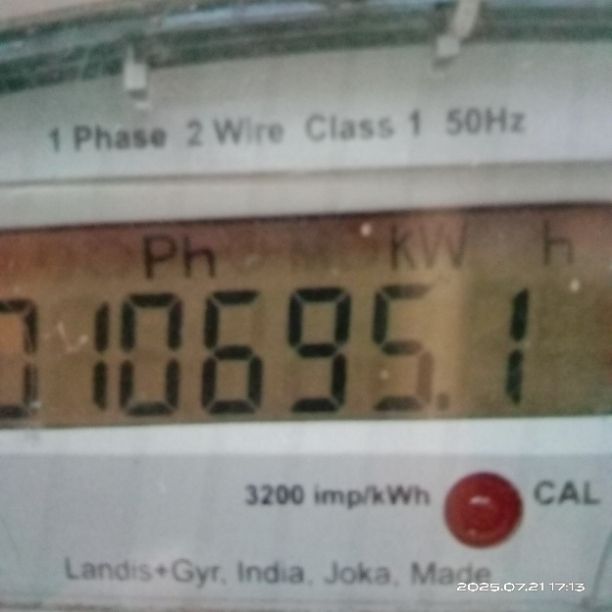 1 Phase 2 Wire Class 1 50Hz
Ph kW h
010695.1
3200 imp/kWh CAL
Landis+Gyr, India, Joka, Made
2025.07.21 17:13